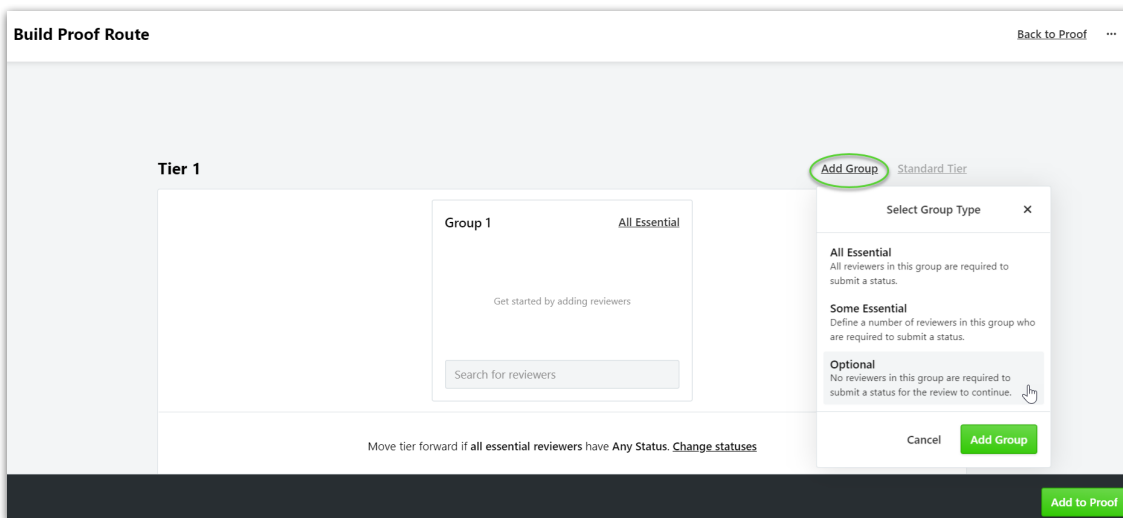 Build Proof Route
Back to Proof ...
Tier 1
Add Group Standard Tier
Group 1 All Essential
Get started by adding reviewers
Search for reviewers
Select Group Type ×
All Essential
All reviewers in this group are required to
submit a status.
Some Essential
Define a number of reviewers in this group who
are required to submit a status.
Optional
No reviewers in this group are required to
submit a status for the review to continue.
Cancel Add Group
Move tier forward if all essential reviewers have Any Status. Change statuses
Add to Proof